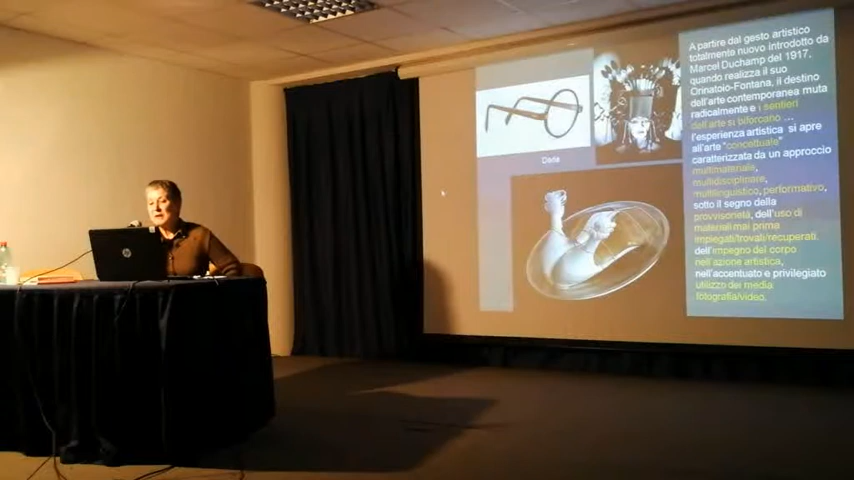 A partire dal gesto artistico
totalmente nuovo introdotto da
Marcel Duchamp del 1917,
quando realizza il suo
Orinatoio-Fontana, il destino
dell'arte contemporanea muta
radicalmente e i sentieri
dell'arte si biforcano ...
l'esperienza artistica si apre
all'arte "concettuale"
caratterizzata da un approccio
multimateriale,
multidisciplinare,
multilinguistico, performativo,
sotto il segno della
provvisorietà, dell'uso di
materiali mai prima
impiegati/trovati/recuperati,
dell'impegno del corpo
nell'azione artistica,
nell'accentuato e privilegiato
utilizzo dei media
fotografia/video.
hp